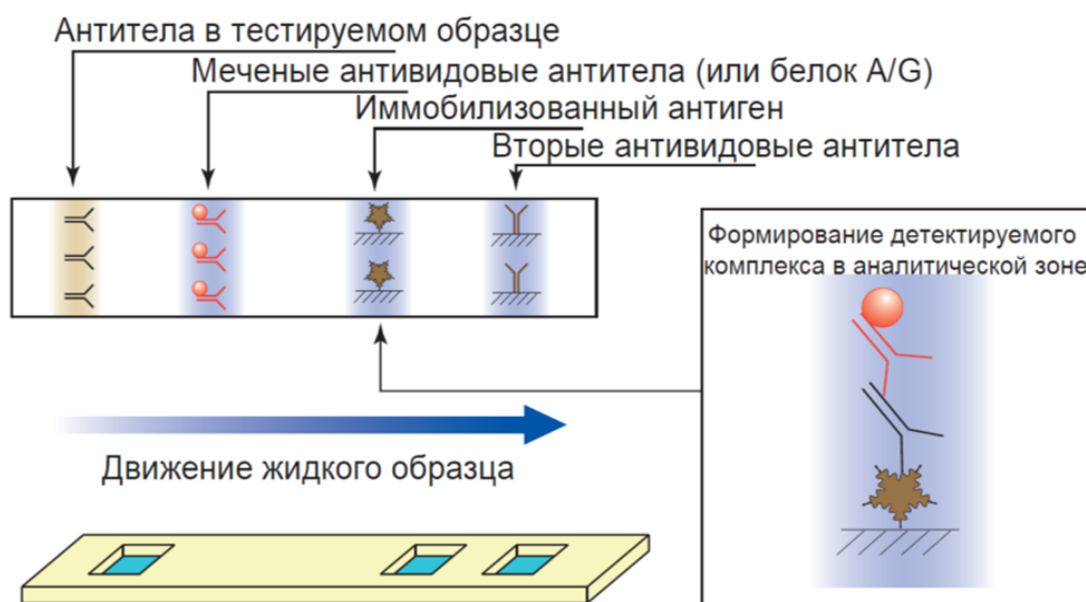 Антитела в тестируемом образце
Меченые антивидовые антитела (или белок A/G)
Иммобилизованный антиген
Вторые антивидовые антитела
Формирование детектируемого
комплекса в аналитической зоне
Движение жидкого образца